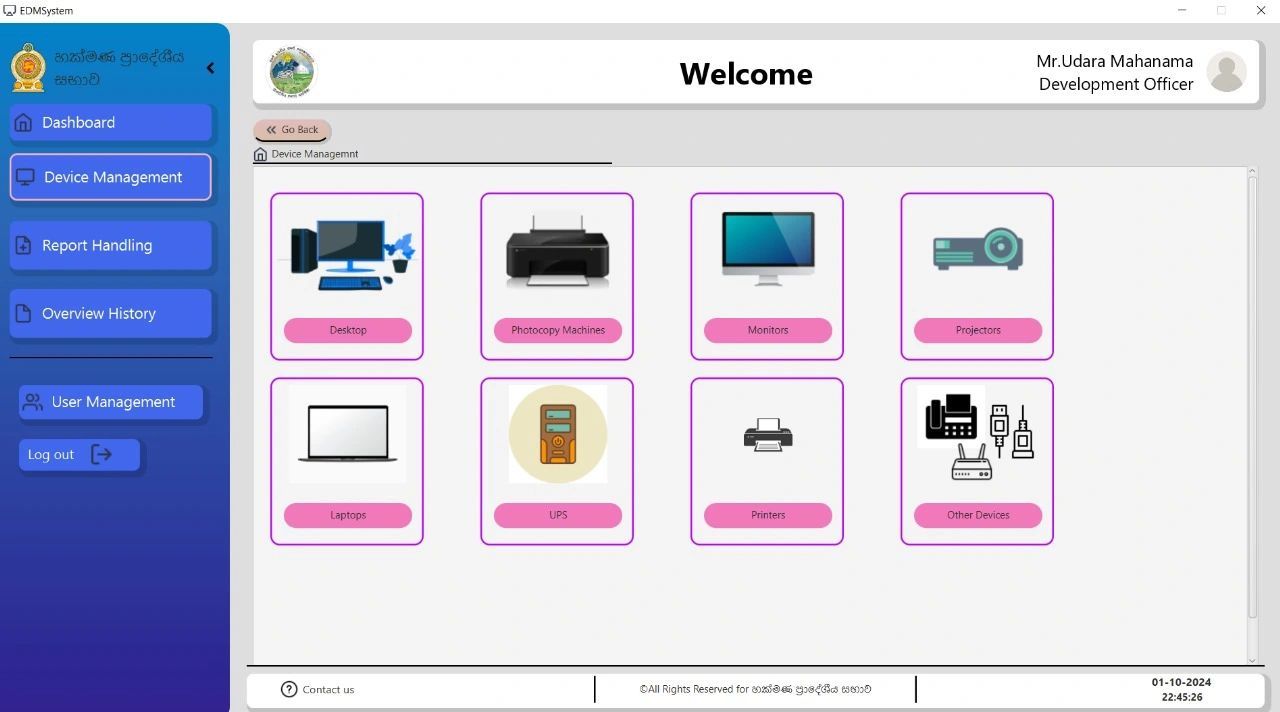 EDMSystem
හක්මණ ප්‍රාදේශීය
සභාව
Dashboard
Device Management
Report Handling
Overview History
User Management
Log out
Welcome
Mr.Udara Mahanama
Development Officer
Go Back
Device Managemnt
Desktop
Photocopy Machines
Monitors
Projectors
Laptops
UPS
Printers
Other Devices
Contact us
©All Rights Reserved for හක්මණ ප්‍රාදේශීය සභාව
01-10-2024
22:45:26